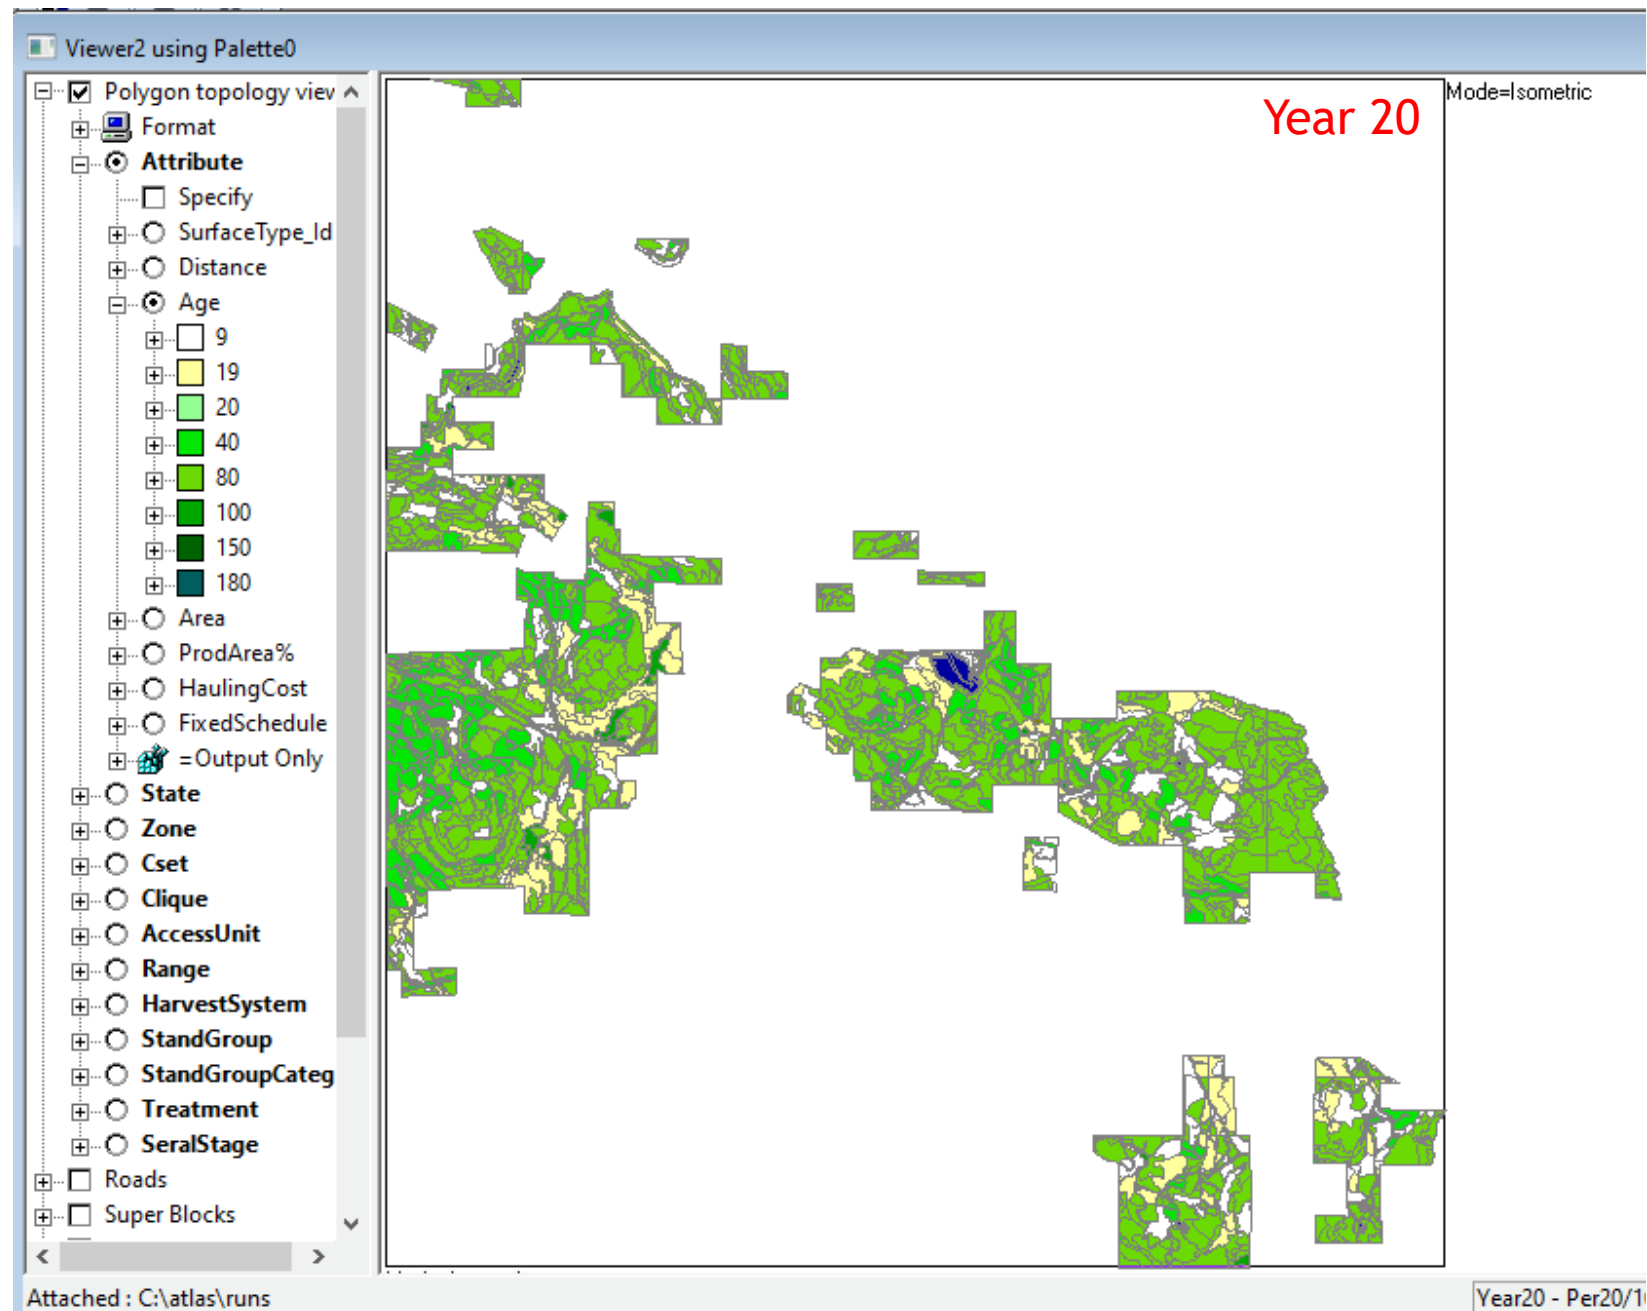 Viewer2 using Palette0
Polygon topology view
Format
Attribute
Specify
SurfaceType_Id
Distance
Age
9
19
20
40
80
100
150
180
Area
ProdArea%
HaulingCost
FixedSchedule
=Output Only
State
Zone
Cset
Clique
AccessUnit
Range
HarvestSystem
StandGroup
StandGroupCateg
Treatment
SeralStage
Roads
Super Blocks
Year 20
Mode=Isometric
Attached : C:\atlas\runs
Year20 - Per20/1